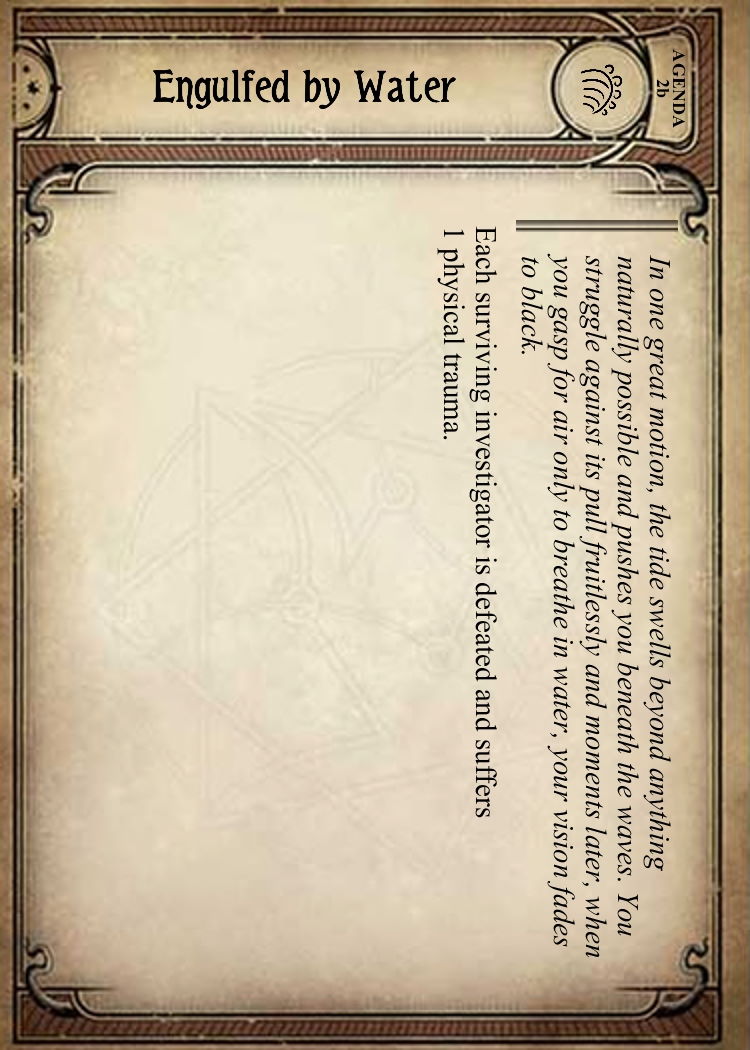 AGENDA
2b
Engulfed by Water
In one great motion, the tide swells beyond anything
naturally possible and pushes you beneath the waves. You
struggle against its pull fruitlessly and moments later, when
you gasp for air only to breathe in water, your vision fades
to black.
Each surviving investigator is defeated and suffers
1 physical trauma.